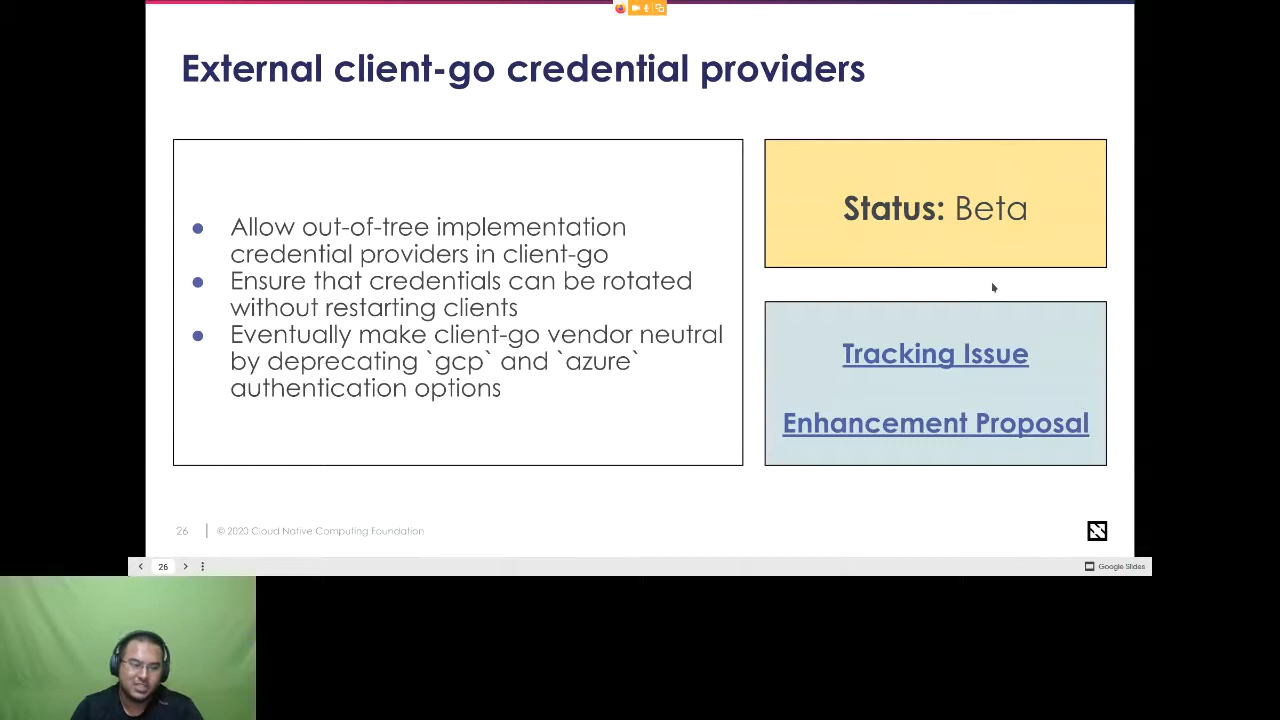 External client-go credential providers
● Allow out-of-tree implementation
credential providers in client-go
● Ensure that credentials can be rotated
without restarting clients
● Eventually make client-go vendor neutral
by deprecating `gcp` and `azure`
authentication options
Status: Beta
Tracking Issue
Enhancement Proposal
26
© 2020 Cloud Native Computing Foundation
26
Google Slides